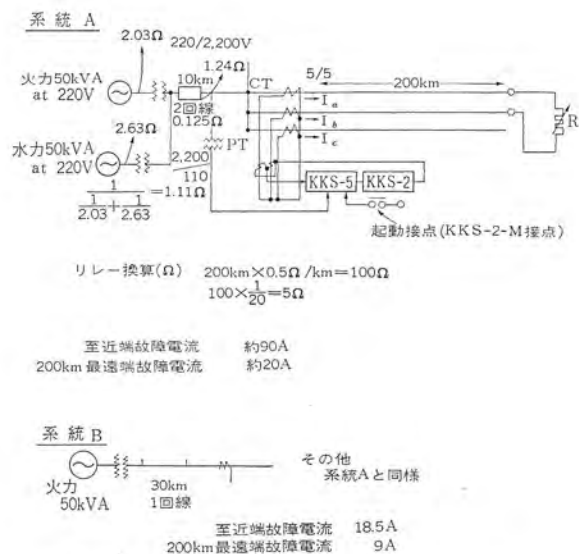 系統 A
2.03Ω
220/2,200V
1.24Ω
火力50kVA
at 220V
10km
2回線
0.125Ω
CT
5/5
200km
I a
I b
I c
R
水力50kVA
at 220V
2.63Ω
PT
2,200
110
1
1/2.03 + 1/2.63
=1.11Ω
KKS-5
KKS-2
起動接点(KKS-2-M接点)
リレー換算(Ω) 200km×0.5Ω/km=100Ω
100×1/20=5Ω
至近端故障電流 約90A
200km最遠端故障電流 約20A
系統 B
火力
50kVA
30km
1回線
その他
系統Aと同様
至近端故障電流 18.5A
200km最遠端故障電流 9A